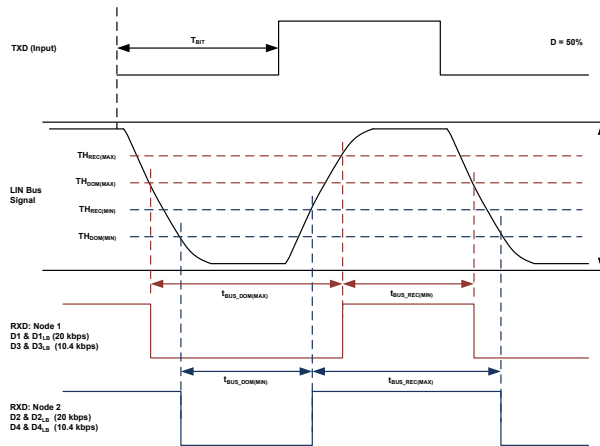 TXD (Input)
TBIT
D = 50%
THREC(MAX)
THDOM(MAX)
LIN Bus
Signal
THREC(MIN)
THDOM(MIN)
tBUS_DOM(MAX)
tBUS_REC(MIN)
RXD: Node 1
D1 & D1LB (20 kbps)
D3 & D3LB (10.4 kbps)
tBUS_DOM(MIN)
tBUS_REC(MAX)
RXD: Node 2
D2 & D2LB (20 kbps)
D4 & D4LB (10.4 kbps)